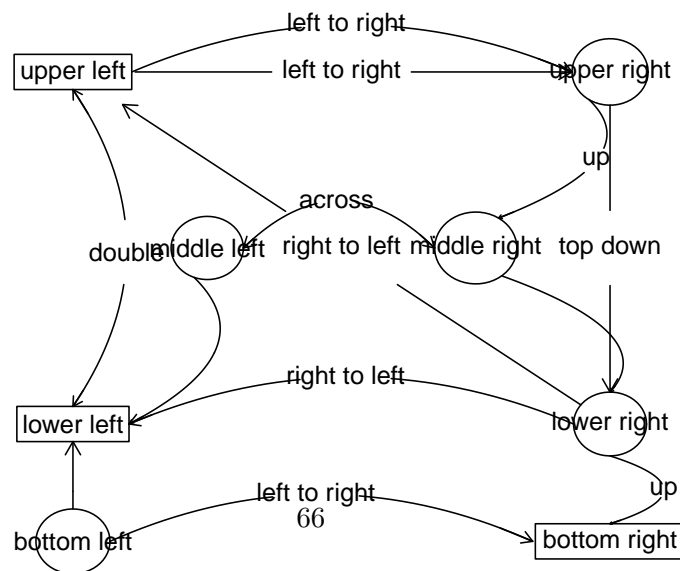 left to right
upper left
left to right
upper right
up
across
double
middle left
right to left
middle right
top down
right to left
lower left
lower right
left to right
up
66
bottom left
bottom right